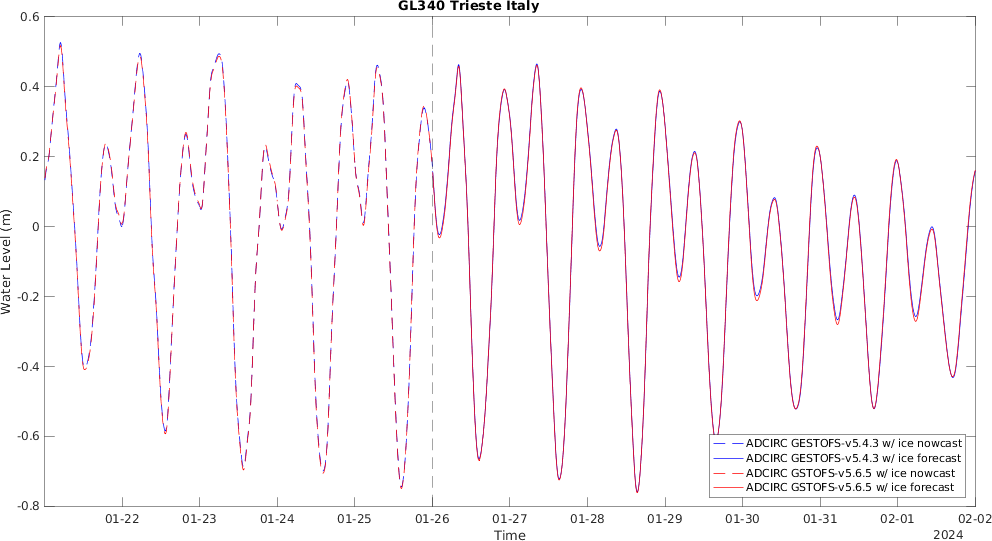 GL340 Trieste Italy
Water Level (m)
0.6
0.4
0.2
0
-0.2
-0.4
-0.6
-0.8
ADCIRC GESTOFS-v5.4.3 w/ ice nowcast
ADCIRC GESTOFS-v5.4.3 w/ ice forecast
ADCIRC GSTOFS-v5.6.5 w/ ice nowcast
ADCIRC GSTOFS-v5.6.5 w/ ice forecast
01-22 01-23 01-24 01-25 01-26 01-27 01-28 01-29 01-30 01-31 02-01 02-02
Time
2024